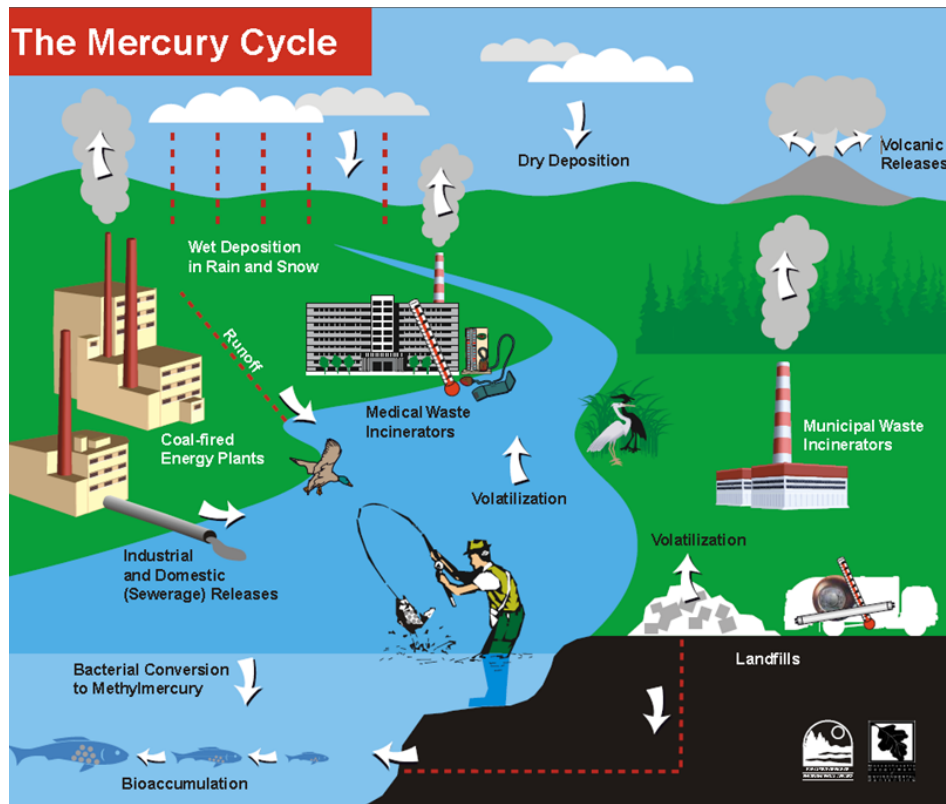 The Mercury Cycle
Dry Deposition
Volcanic
Releases
Wet Deposition
in Rain and Snow
Runoff
Coal-fired
Energy Plants
Medical Waste
Incinerators
Municipal Waste
Incinerators
Volatilization
Volatilization
Industrial
and Domestic
(Sewerage) Releases
Landfills
Bacterial Conversion
to Methylmercury
Bioaccumulation